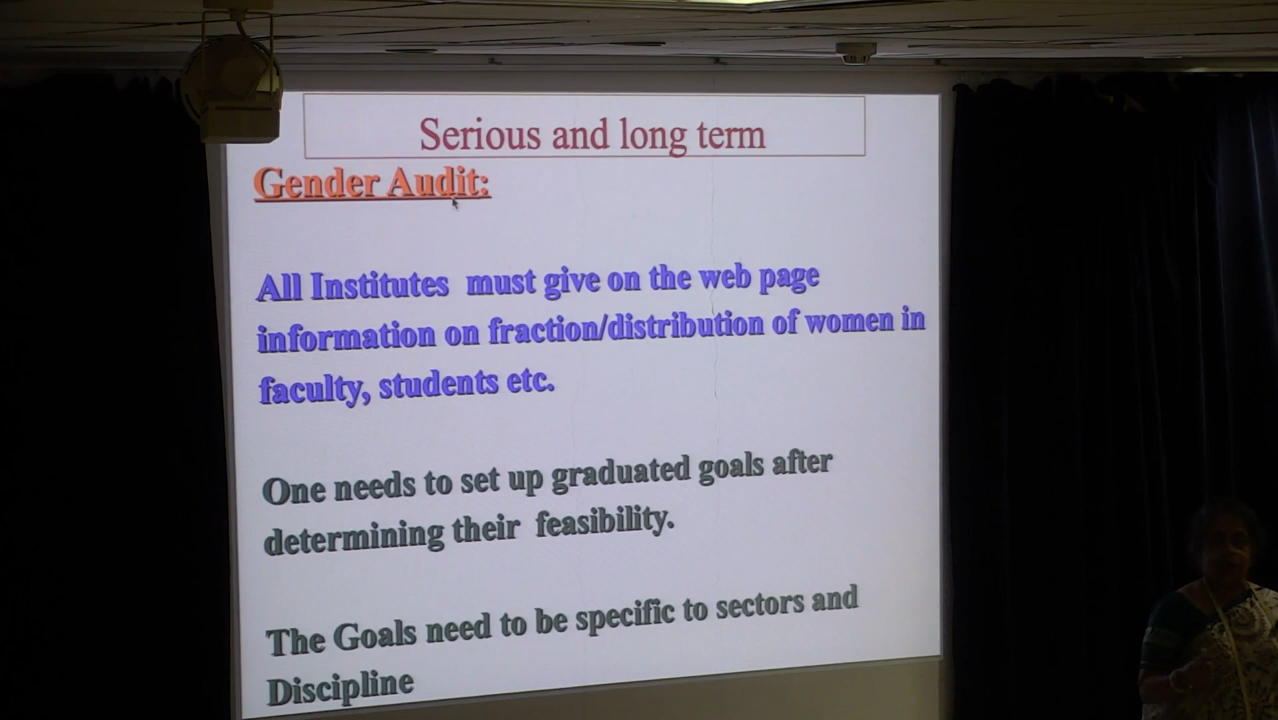 Serious and long term
Gender Audit:
All Institutes must give on the web page
information on fraction/distribution of women in
faculty, students etc.
One needs to set up graduated goals after
determining their feasibility.
The Goals need to be specific to sectors and
Discipline